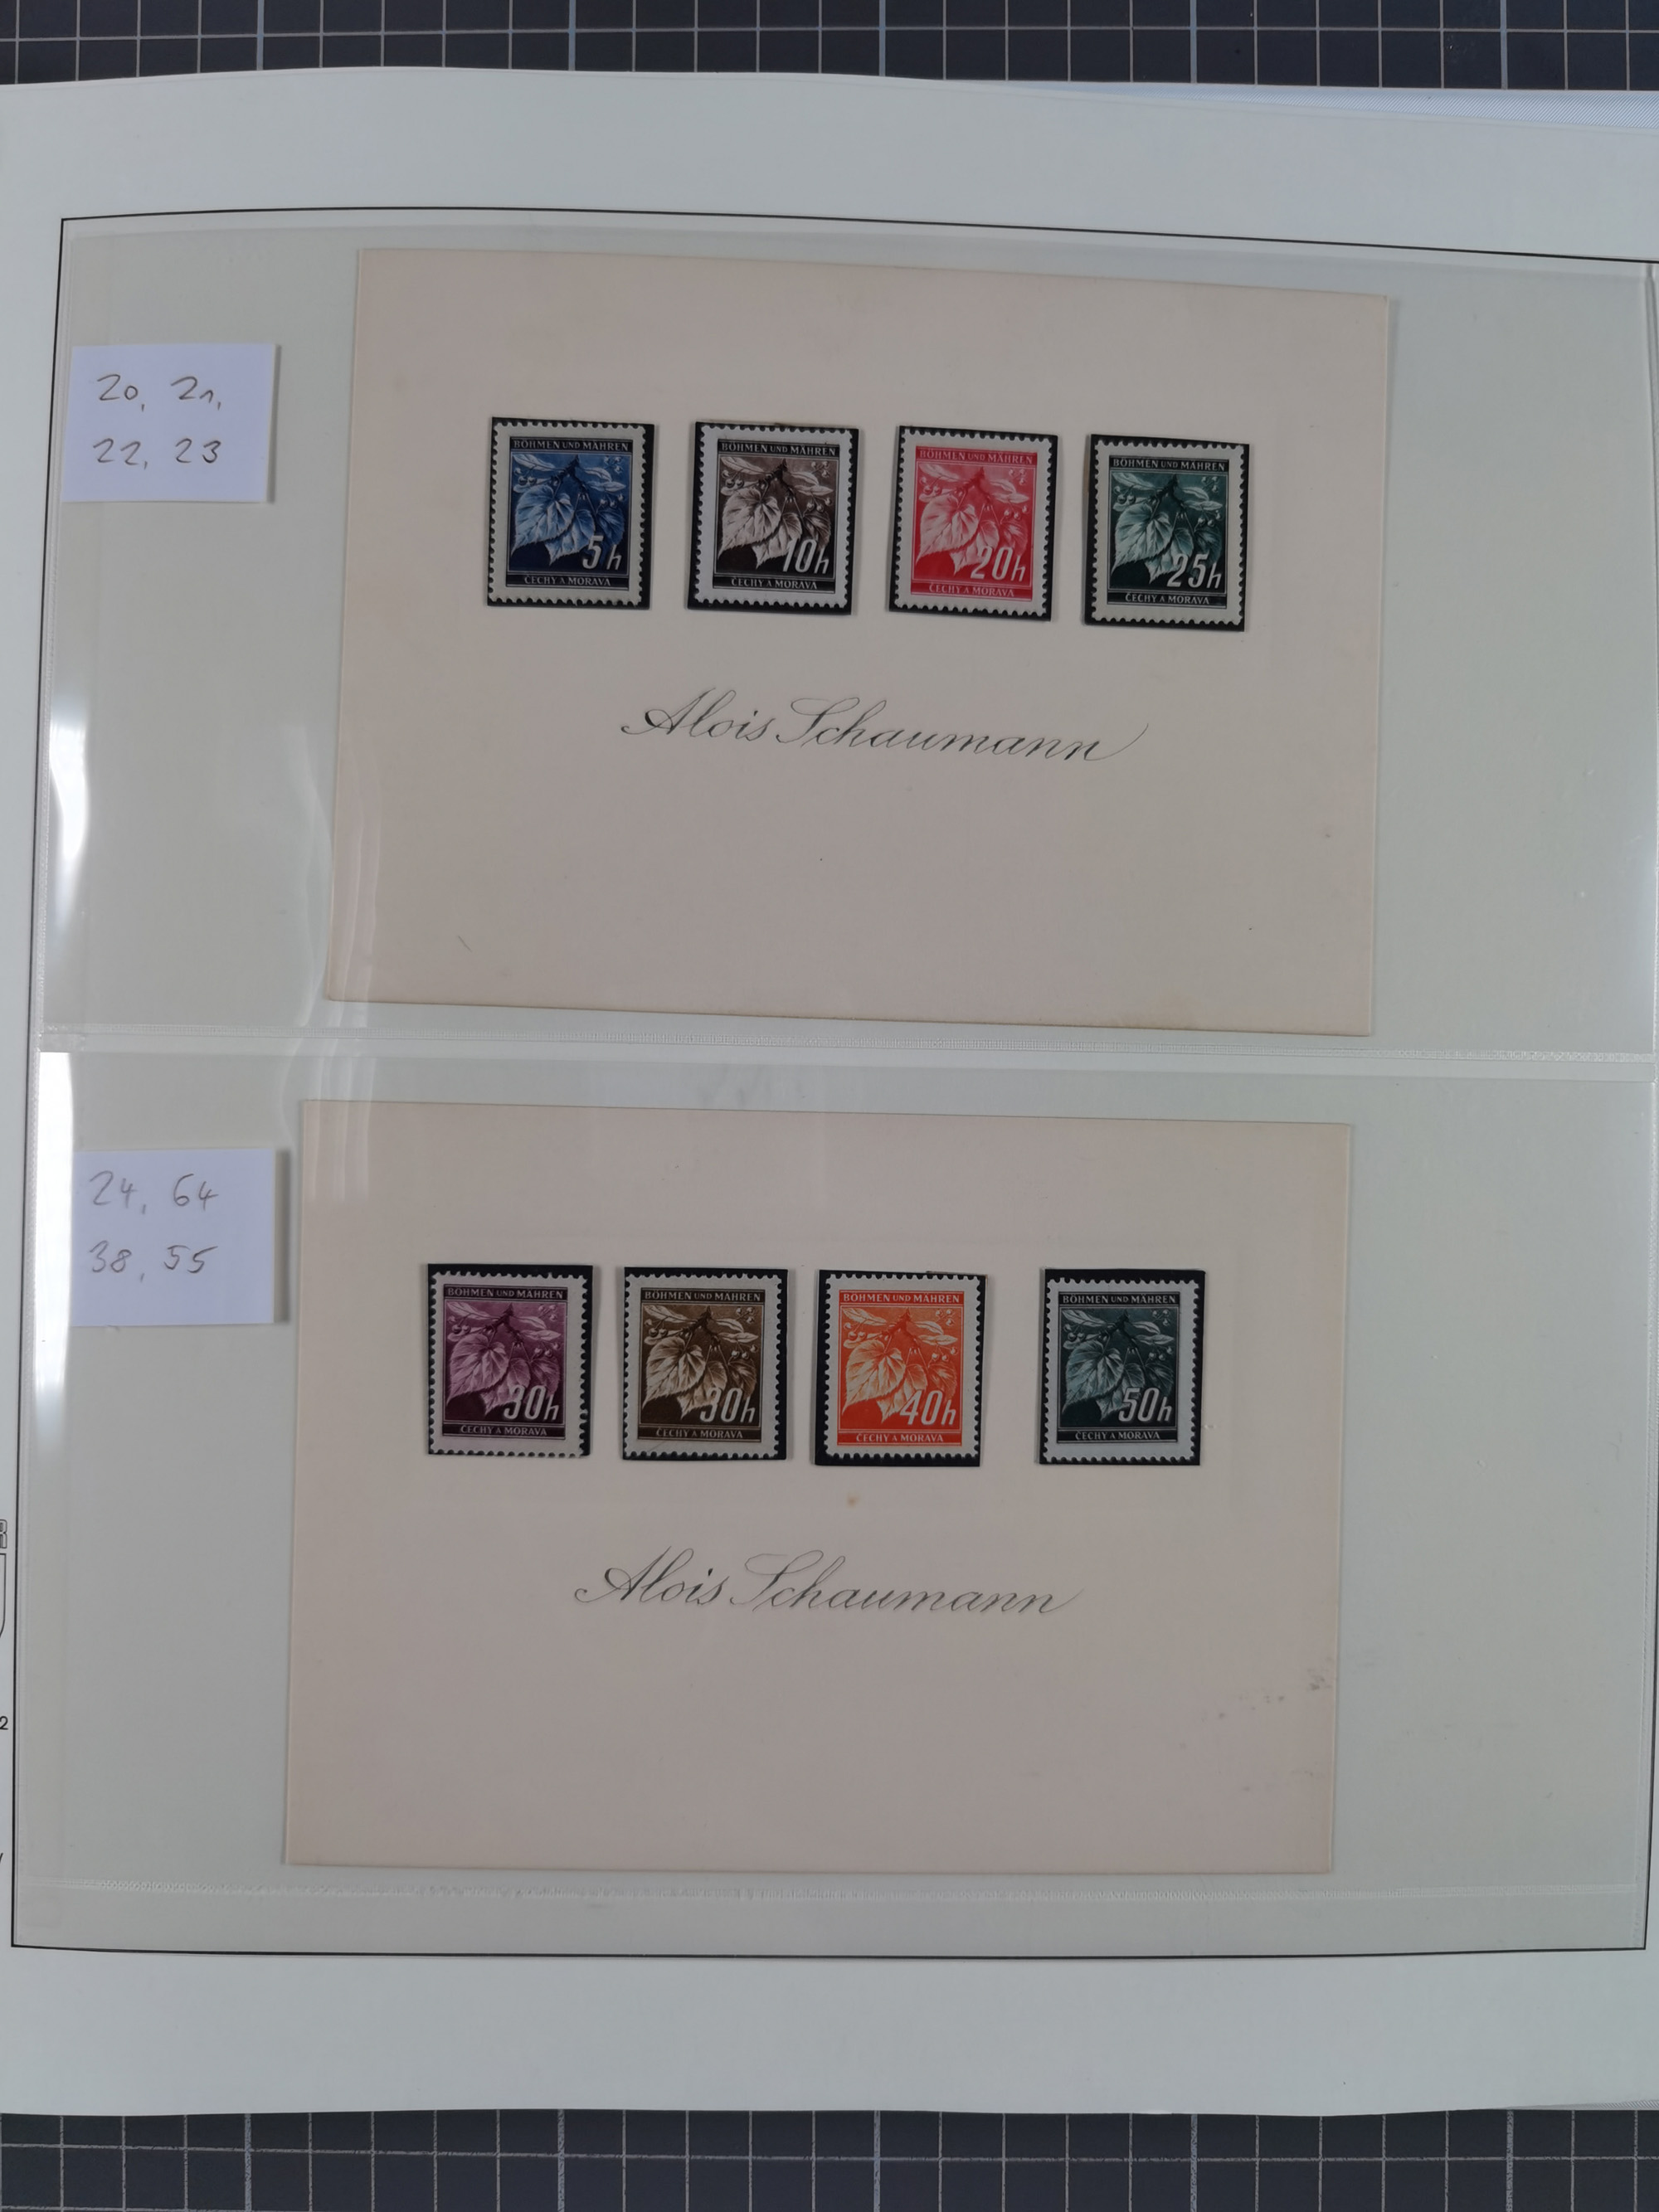 20, 21,
22, 23
BÖHMEN UND MÄHREN
5h
ČECHY A MORAVA
BÖHMEN UND MÄHREN
10h
ČECHY A MORAVA
BÖHMEN UND MÄHREN
20h
ČECHY A MORAVA
BÖHMEN UND MÄHREN
25h
ČECHY A MORAVA
Alois Schaumann
24, 64
38, 55
BÖHMEN UND MÄHREN
30h
ČECHY A MORAVA
BÖHMEN UND MÄHREN
30h
ČECHY A MORAVA
BÖHMEN UND MÄHREN
40h
ČECHY A MORAVA
BÖHMEN UND MÄHREN
50h
ČECHY A MORAVA
Alois Schaumann
2